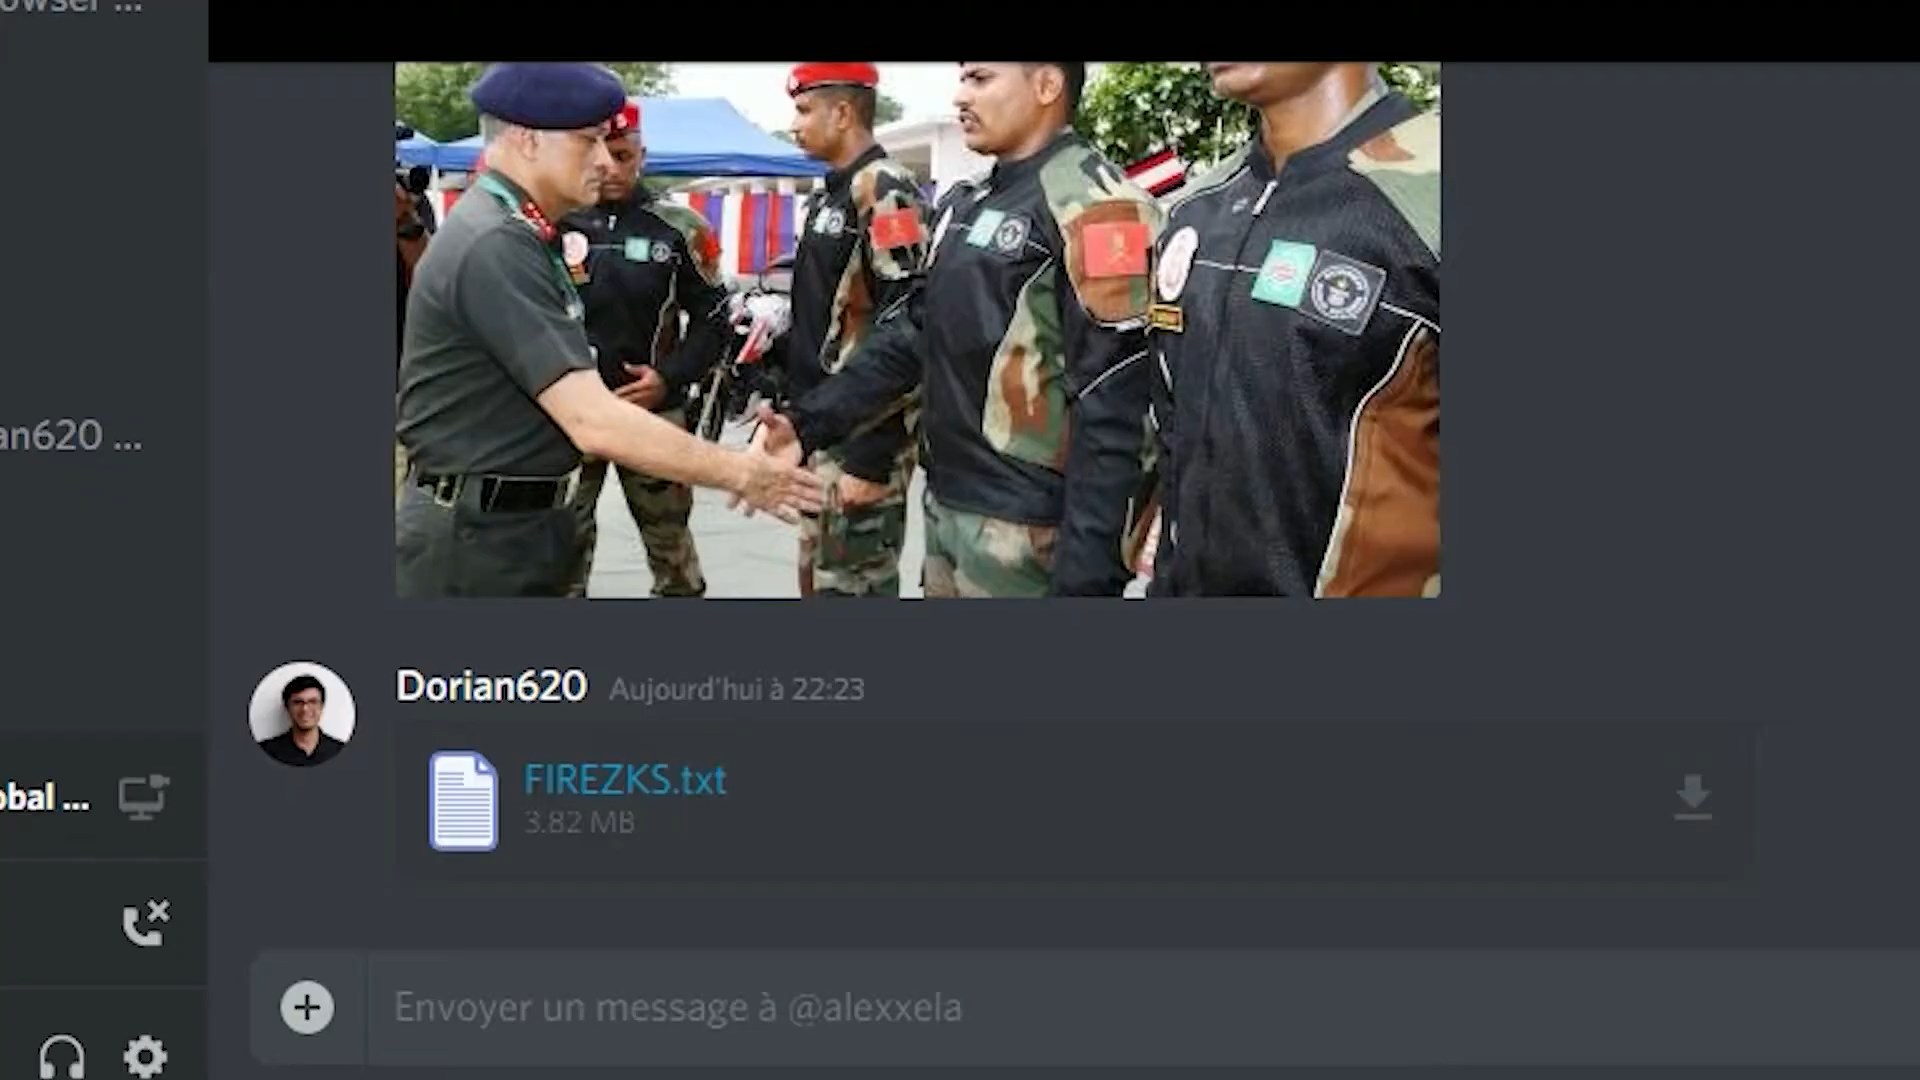 owser ...
an620 ...
Dorian620 Aujourd'hui à 22:23
FIREZKS.txt
3.82 MB
obal ...
Envoyer un message à @alexxela